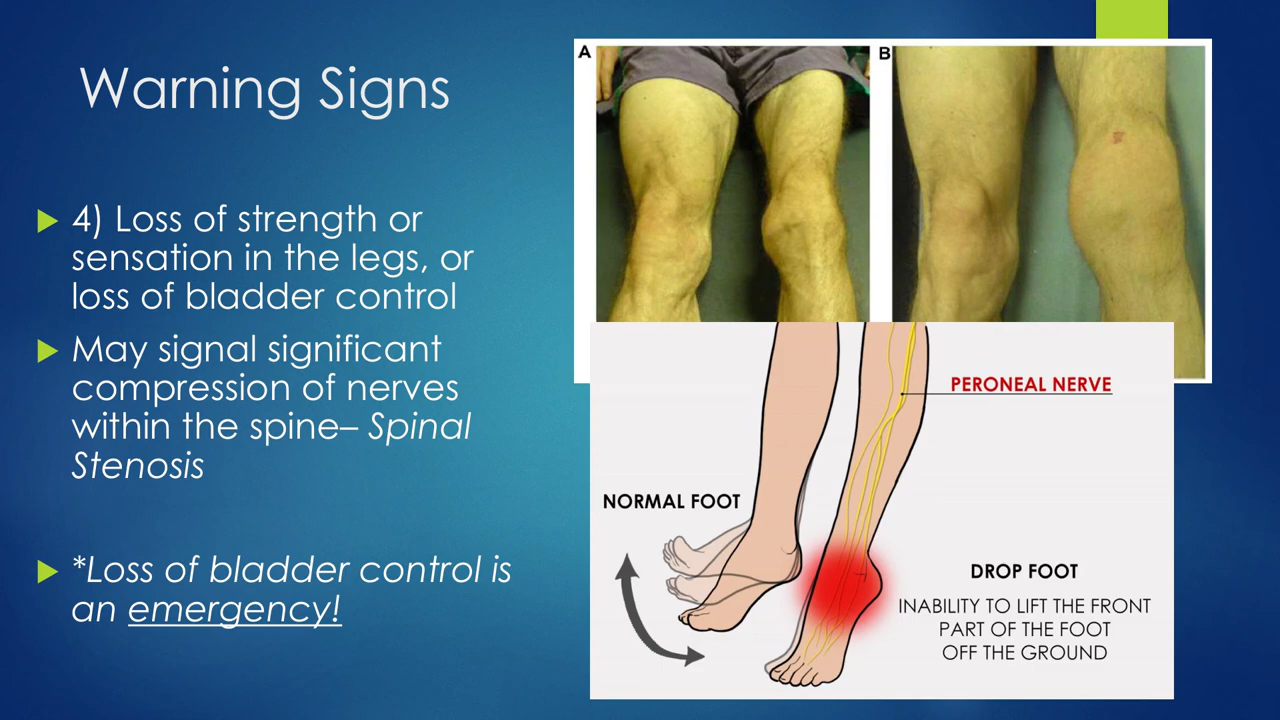 Warning Signs
4) Loss of strength or
sensation in the legs, or
loss of bladder control
May signal significant
compression of nerves
within the spine– Spinal
Stenosis
*Loss of bladder control is
an emergency!
A
B
PERONEAL NERVE
NORMAL FOOT
DROP FOOT
INABILITY TO LIFT THE FRONT
PART OF THE FOOT
OFF THE GROUND